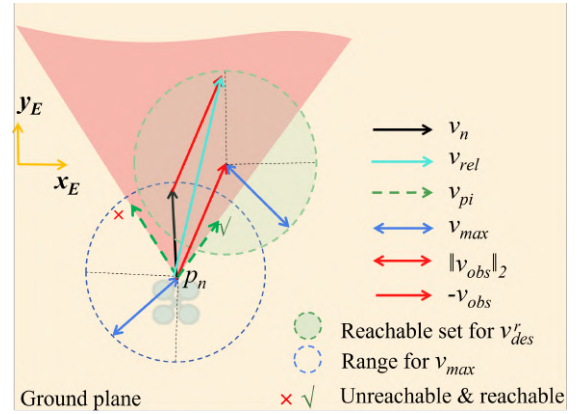 y_E
x_E
×
√
p_n
v_n
v_rel
v_pi
v_max
‖v_obs‖_2
-v_obs
Reachable set for v^r_des
Range for v_max
× √ Unreachable & reachable
Ground plane